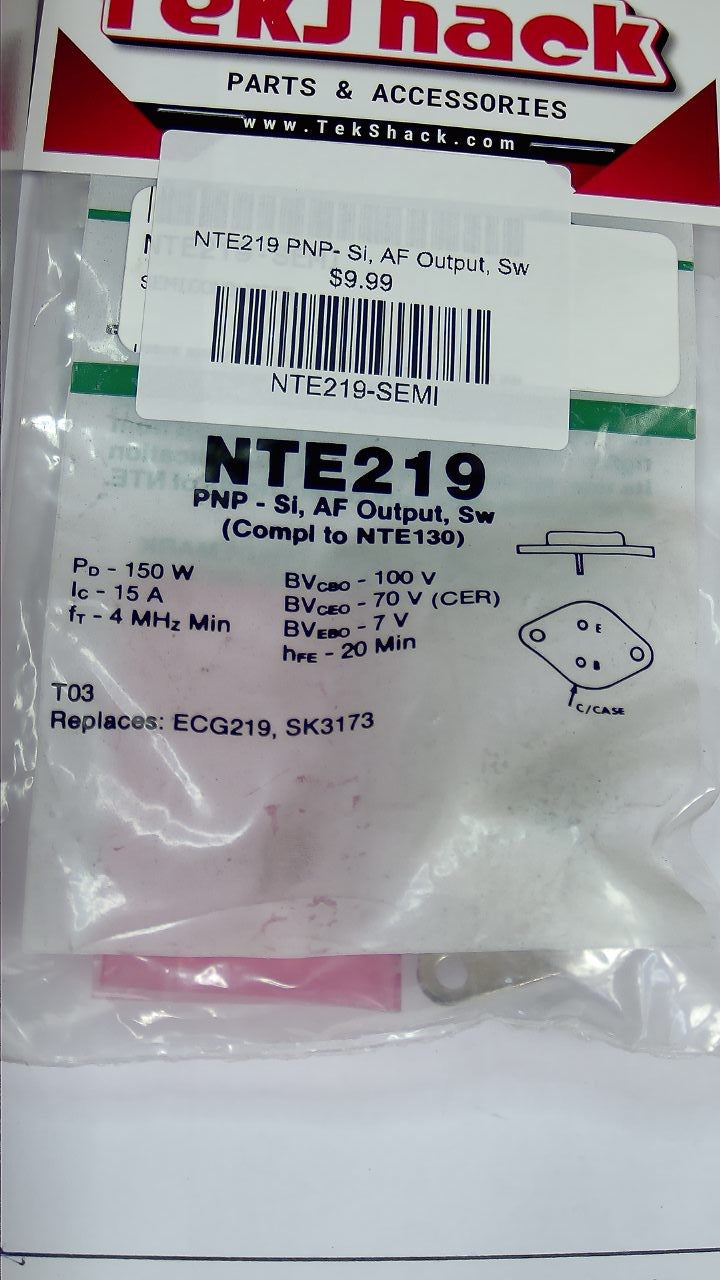 TekShack
PARTS & ACCESSORIES
www.TekShack.com
NTE219 PNP- Si, AF Output, Sw
$9.99
NTE219-SEMI
NTE219
PNP - Si, AF Output, Sw
(Compl to NTE130)
PD - 150 W
IC - 15 A
fT - 4 MHz Min
BVCBO - 100 V
BVCEO - 70 V (CER)
BVEBO - 7 V
hFE - 20 Min
E
B
C/CASE
T03
Replaces: ECG219, SK3173